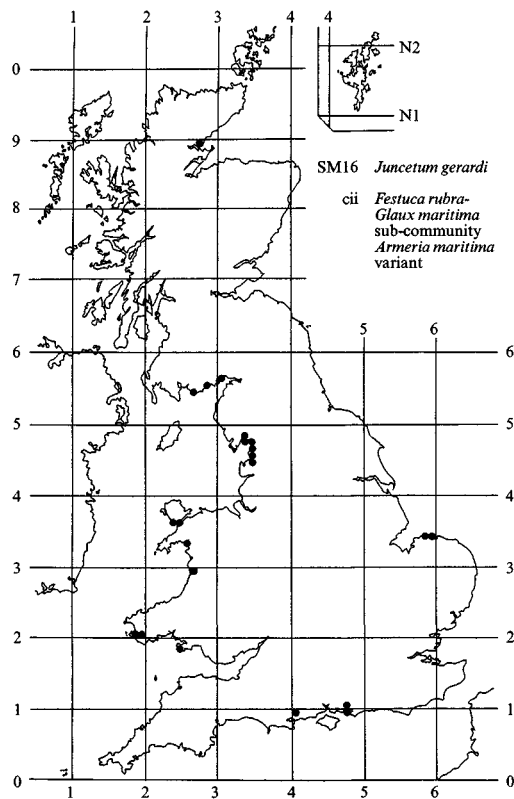 1 2 3 4 4
N2
0
N1
9
SM16 Juncetum gerardi
8
cii Festuca rubra-
Glaux maritima
sub-community
Armeria maritima
variant
7
5 6
6 6
5 5
4 4
3 3
2 2
1 1
0 0
1 2 3 4 5 6